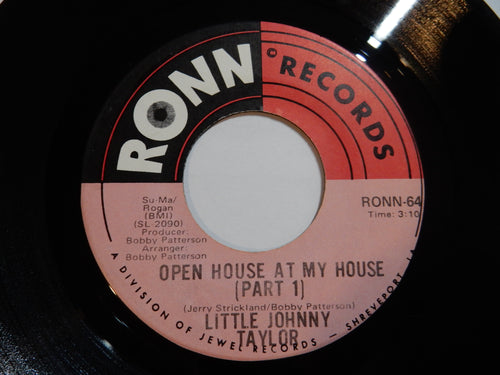 RONN RECORDS
©
Su-Ma/
Rogan
(BMI)
(SL 2090)
Producer:
Bobby Patterson
Arranger:
Bobby Patterson
RONN-64
Time: 3:10
OPEN HOUSE AT MY HOUSE
(PART 1)
(Jerry Strickland/Bobby Patterson)
LITTLE JOHNNY
TAYLOR
A DIVISION OF JEWEL RECORDS - SHREVEPORT, LA